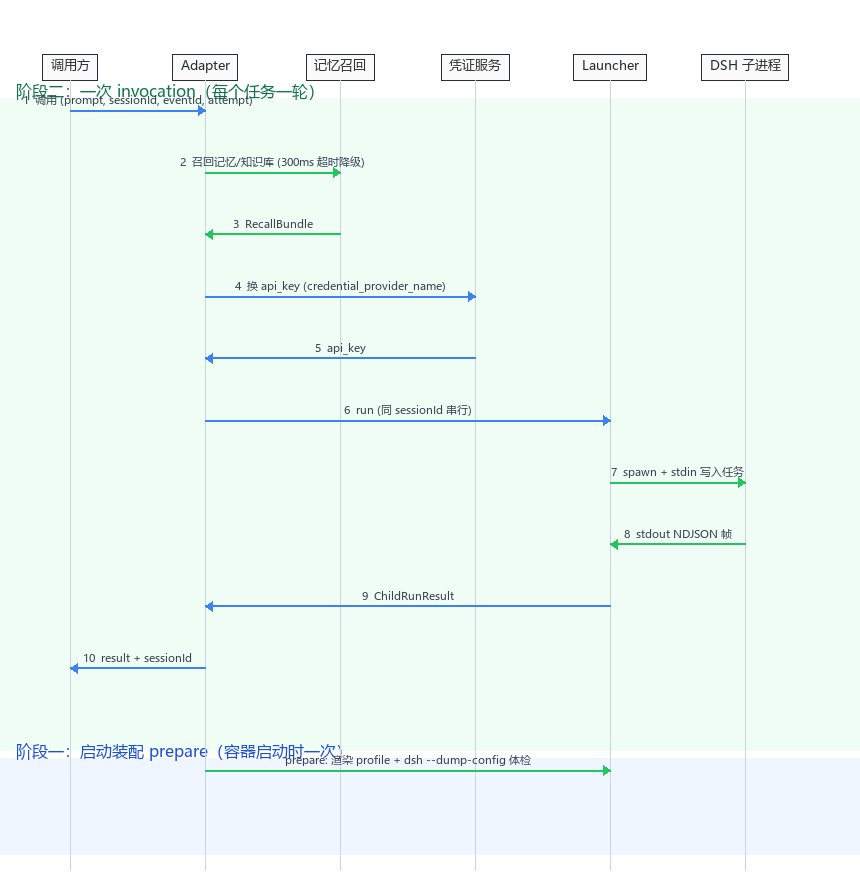 调用方
Adapter
记忆召回
凭证服务
Launcher
DSH 子进程
阶段二：一次 invocation（每个任务一轮）
1 调用 (prompt, sessionId, eventId, attempt)
2 召回记忆/知识库 (300ms 超时降级)
3 RecallBundle
4 换 api_key (credential_provider_name)
5 api_key
6 run (同 sessionId 串行)
7 spawn + stdin 写入任务
8 stdout NDJSON 帧
9 ChildRunResult
10 result + sessionId
阶段一：启动装配 prepare（容器启动时一次）
prepare: 渲染 profile + dsh --dump-config 体检